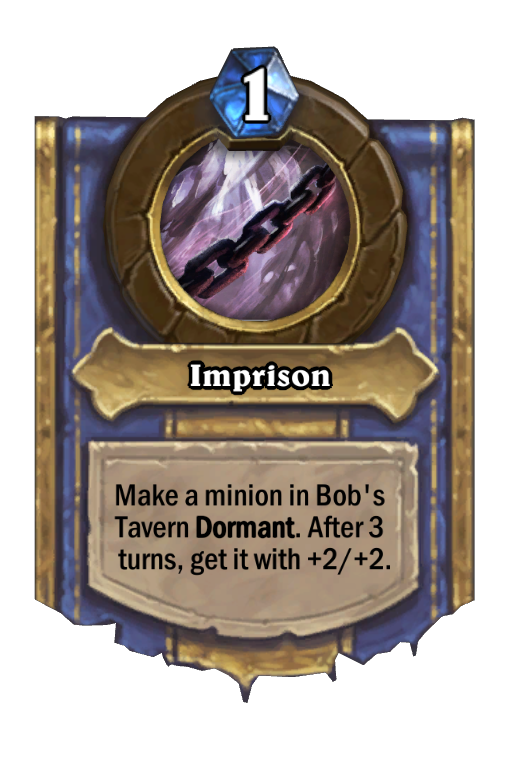 1
Imprison
Make a minion in Bob's
Tavern Dormant. After 3
turns, get it with +2/+2.